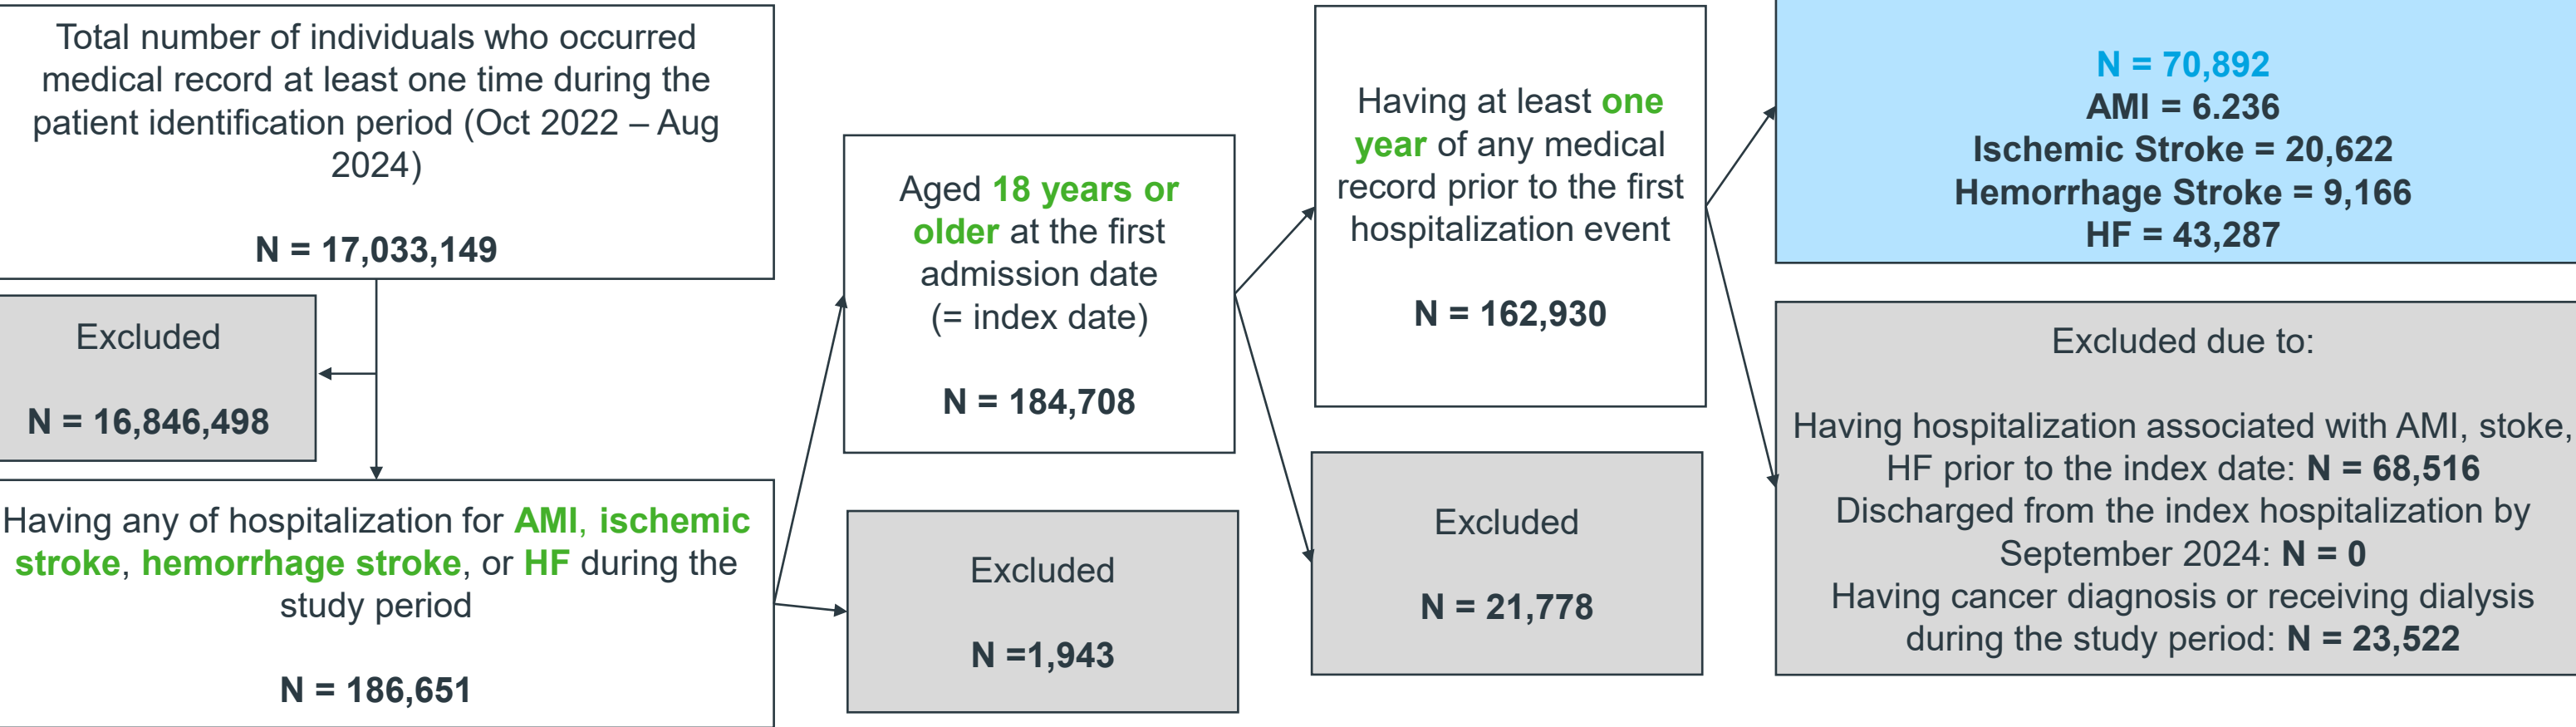 Total number of individuals who occurred
medical record at least one time during the
patient identification period (Oct 2022 – Aug
2024)
N = 17,033,149
Excluded
N = 16,846,498
Having any of hospitalization for AMI, ischemic
stroke, hemorrhage stroke, or HF during the
study period
N = 186,651
Aged 18 years or
older at the first
admission date
(= index date)
N = 184,708
Excluded
N =1,943
Having at least one
year of any medical
record prior to the first
hospitalization event
N = 162,930
Excluded
N = 21,778
N = 70,892
AMI = 6.236
Ischemic Stroke = 20,622
Hemorrhage Stroke = 9,166
HF = 43,287
Excluded due to:
Having hospitalization associated with AMI, stoke,
HF prior to the index date: N = 68,516
Discharged from the index hospitalization by
September 2024: N = 0
Having cancer diagnosis or receiving dialysis
during the study period: N = 23,522